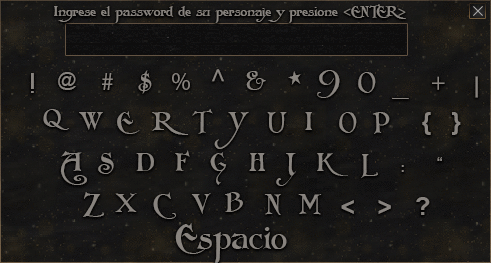 Ingrese el password de su personaje y presione <ENTER>
! @ # $ % ^ & * 9 0 _ + |
Q W E R T Y U I O P { }
A S D F G H J K L : "
Z X C V B N M < > ?
Espacio